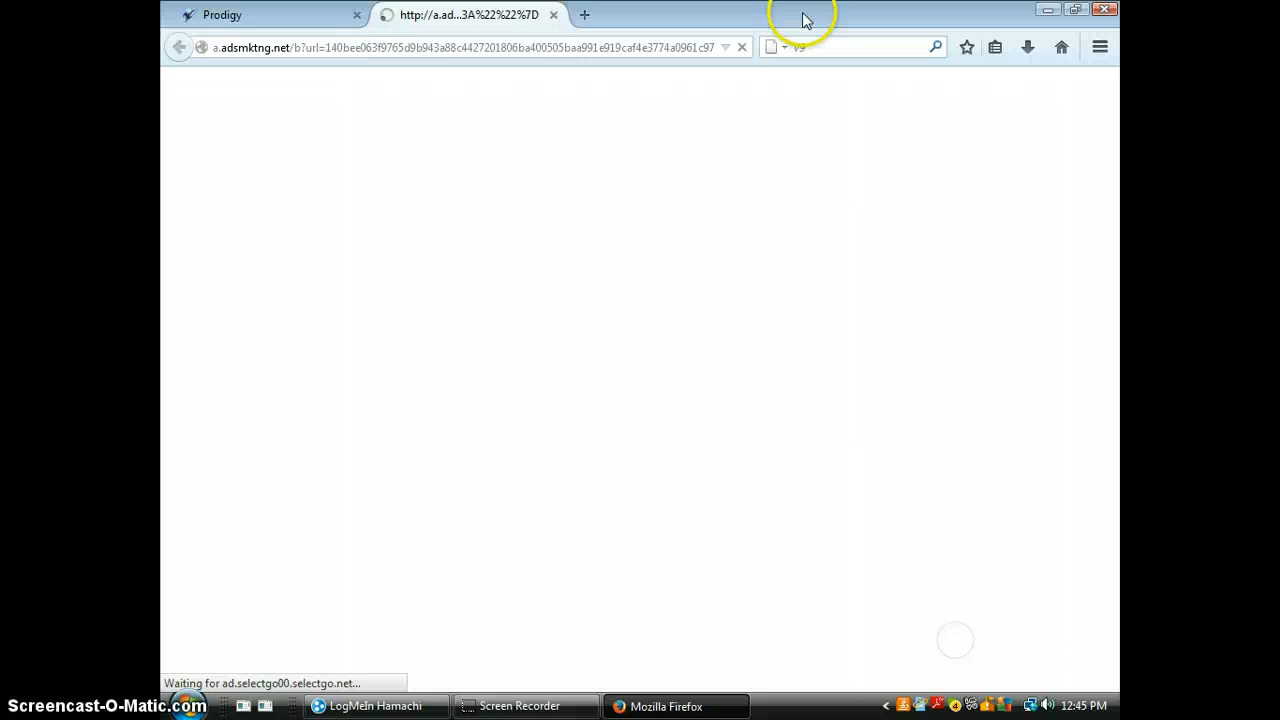 Prodigy
http://a.ad...3A%22%22%7D
a.adsmktng.net/b?url=140bee063f9765d9b943a88c4427201806ba400505baa991e919caf4e3774a0961c97
v9
Waiting for ad.selectgo00.selectgo.net...
LogMeIn Hamachi
Screen Recorder
Mozilla Firefox
12:45 PM
Screencast-O-Matic.com